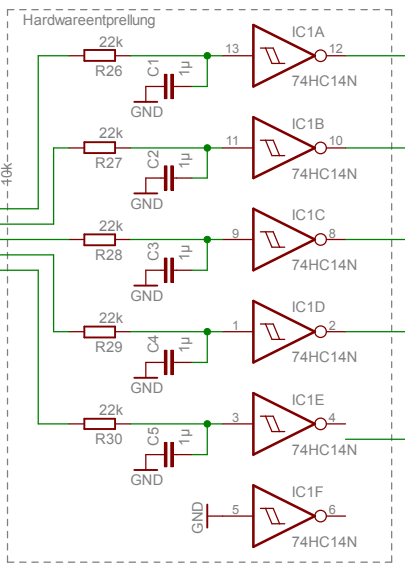 Hardwareentprellung
22k
R26
C1
1µ
GND
13
IC1A
12
74HC14N
22k
R27
C2
1µ
GND
11
IC1B
10
74HC14N
10k
22k
R28
C3
1µ
GND
9
IC1C
8
74HC14N
22k
R29
C4
1µ
GND
1
IC1D
2
74HC14N
22k
R30
C5
1µ
GND
3
IC1E
4
74HC14N
GND
5
IC1F
6
74HC14N